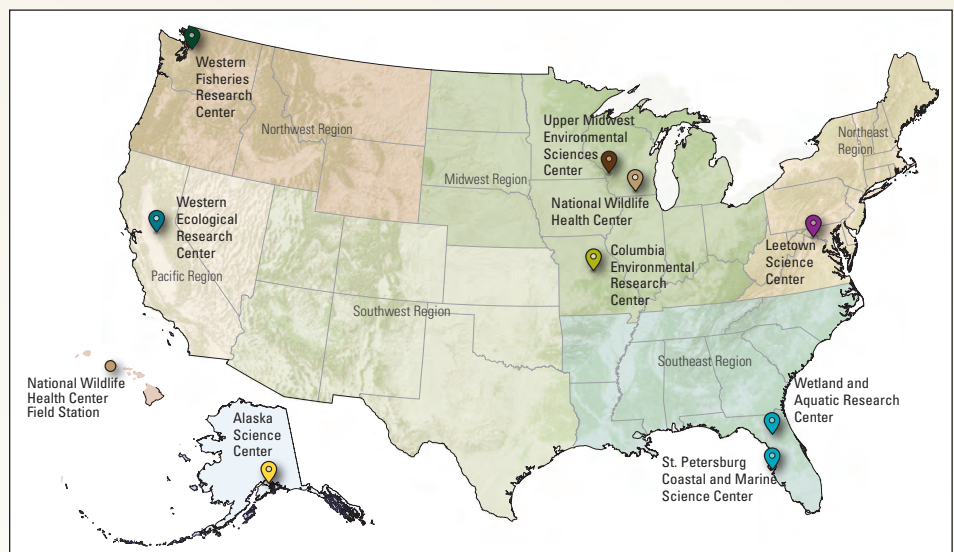 Western
Fisheries
Research
Center
Northwest Region
Upper Midwest
Environmental
Sciences
Center
Northeast
Region
Midwest Region
National Wildlife
Health Center
Western
Ecological
Research
Center
Pacific Region
Columbia
Environmental
Research
Center
Leetown
Science
Center
Southwest Region
Southeast Region
National Wildlife
Health Center
Field Station
Alaska
Science
Center
Wetland and
Aquatic Research
Center
St. Petersburg
Coastal and Marine
Science Center